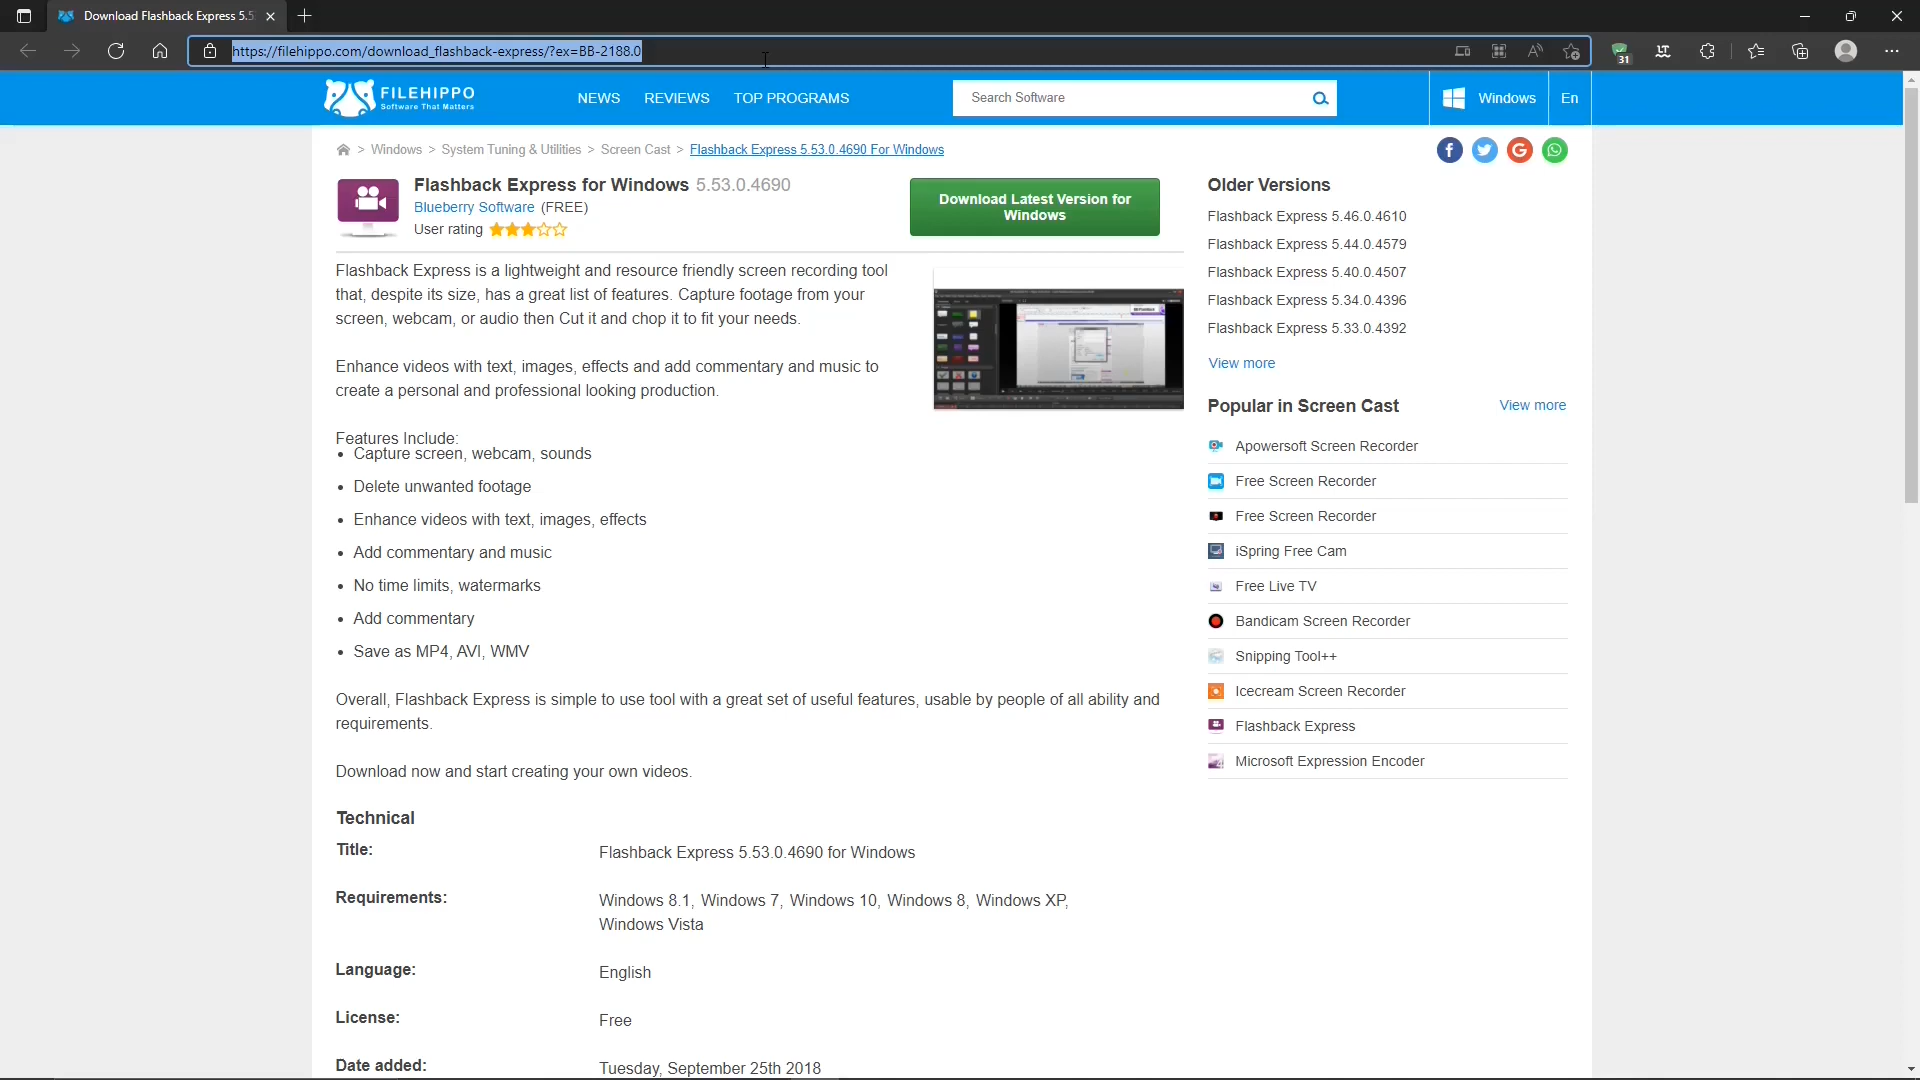 Download Flashback Express 5.5
https://filehippo.com/download_flashback-express/?ex=BB-2188.0
31
FILEHIPPO
Software That Matters
NEWS REVIEWS TOP PROGRAMS
Search Software
Windows En
> Windows > System Tuning & Utilities > Screen Cast > Flashback Express 5.53.0.4690 For Windows
Flashback Express for Windows 5.53.0.4690
Blueberry Software (FREE)
User rating
Download Latest Version for
Windows
Flashback Express is a lightweight and resource friendly screen recording tool
that, despite its size, has a great list of features. Capture footage from your
screen, webcam, or audio then Cut it and chop it to fit your needs.
Enhance videos with text, images, effects and add commentary and music to
create a personal and professional looking production.
Features Include:
• Capture screen, webcam, sounds
• Delete unwanted footage
• Enhance videos with text, images, effects
• Add commentary and music
• No time limits, watermarks
• Add commentary
• Save as MP4, AVI, WMV
Overall, Flashback Express is simple to use tool with a great set of useful features, usable by people of all ability and
requirements.
Download now and start creating your own videos.
Technical
Title: Flashback Express 5.53.0.4690 for Windows
Requirements: Windows 8.1, Windows 7, Windows 10, Windows 8, Windows XP,
Windows Vista
Language: English
License: Free
Date added: Tuesday, September 25th 2018
Older Versions
Flashback Express 5.46.0.4610
Flashback Express 5.44.0.4579
Flashback Express 5.40.0.4507
Flashback Express 5.34.0.4396
Flashback Express 5.33.0.4392
View more
Popular in Screen Cast View more
Apowersoft Screen Recorder
Free Screen Recorder
Free Screen Recorder
iSpring Free Cam
Free Live TV
Bandicam Screen Recorder
Snipping Tool++
Icecream Screen Recorder
Flashback Express
Microsoft Expression Encoder